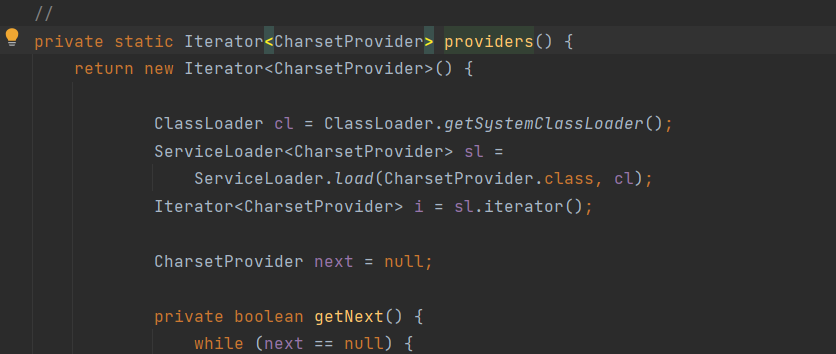 //
private static Iterator<CharsetProvider> providers() {
return new Iterator<CharsetProvider>() {
ClassLoader cl = ClassLoader.getSystemClassLoader();
ServiceLoader<CharsetProvider> sl =
ServiceLoader.load(CharsetProvider.class, cl);
Iterator<CharsetProvider> i = sl.iterator();
CharsetProvider next = null;
private boolean getNext() {
while (next == null) {